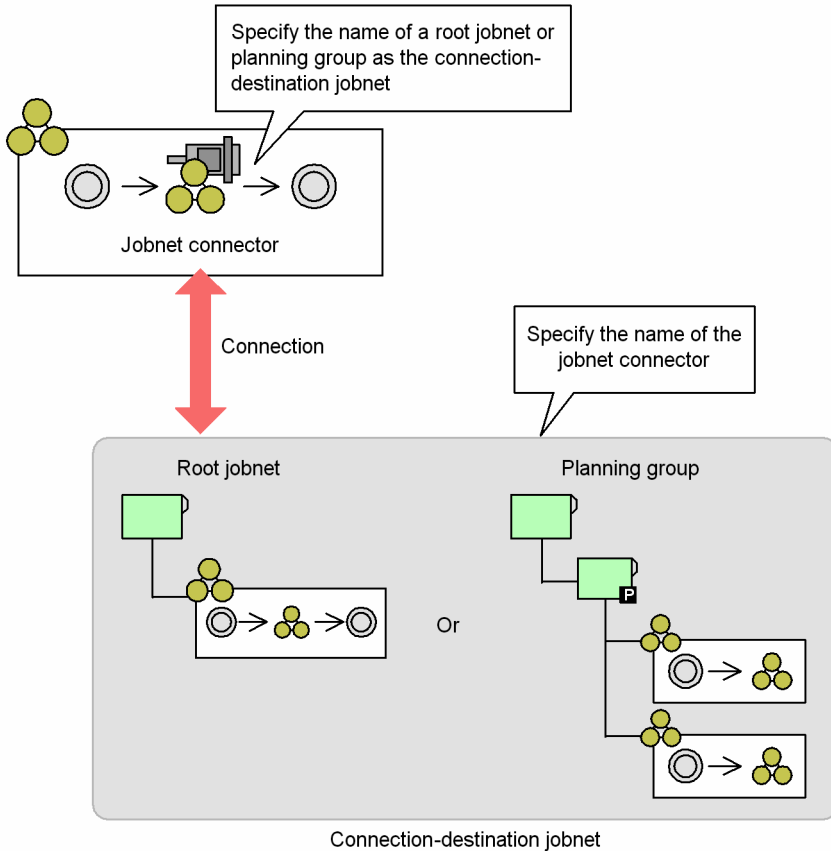 Specify the name of a root jobnet or
planning group as the connection-
destination jobnet
Jobnet connector
Connection
Specify the name of the
jobnet connector
Root jobnet
Planning group
P
Or
Connection-destination jobnet